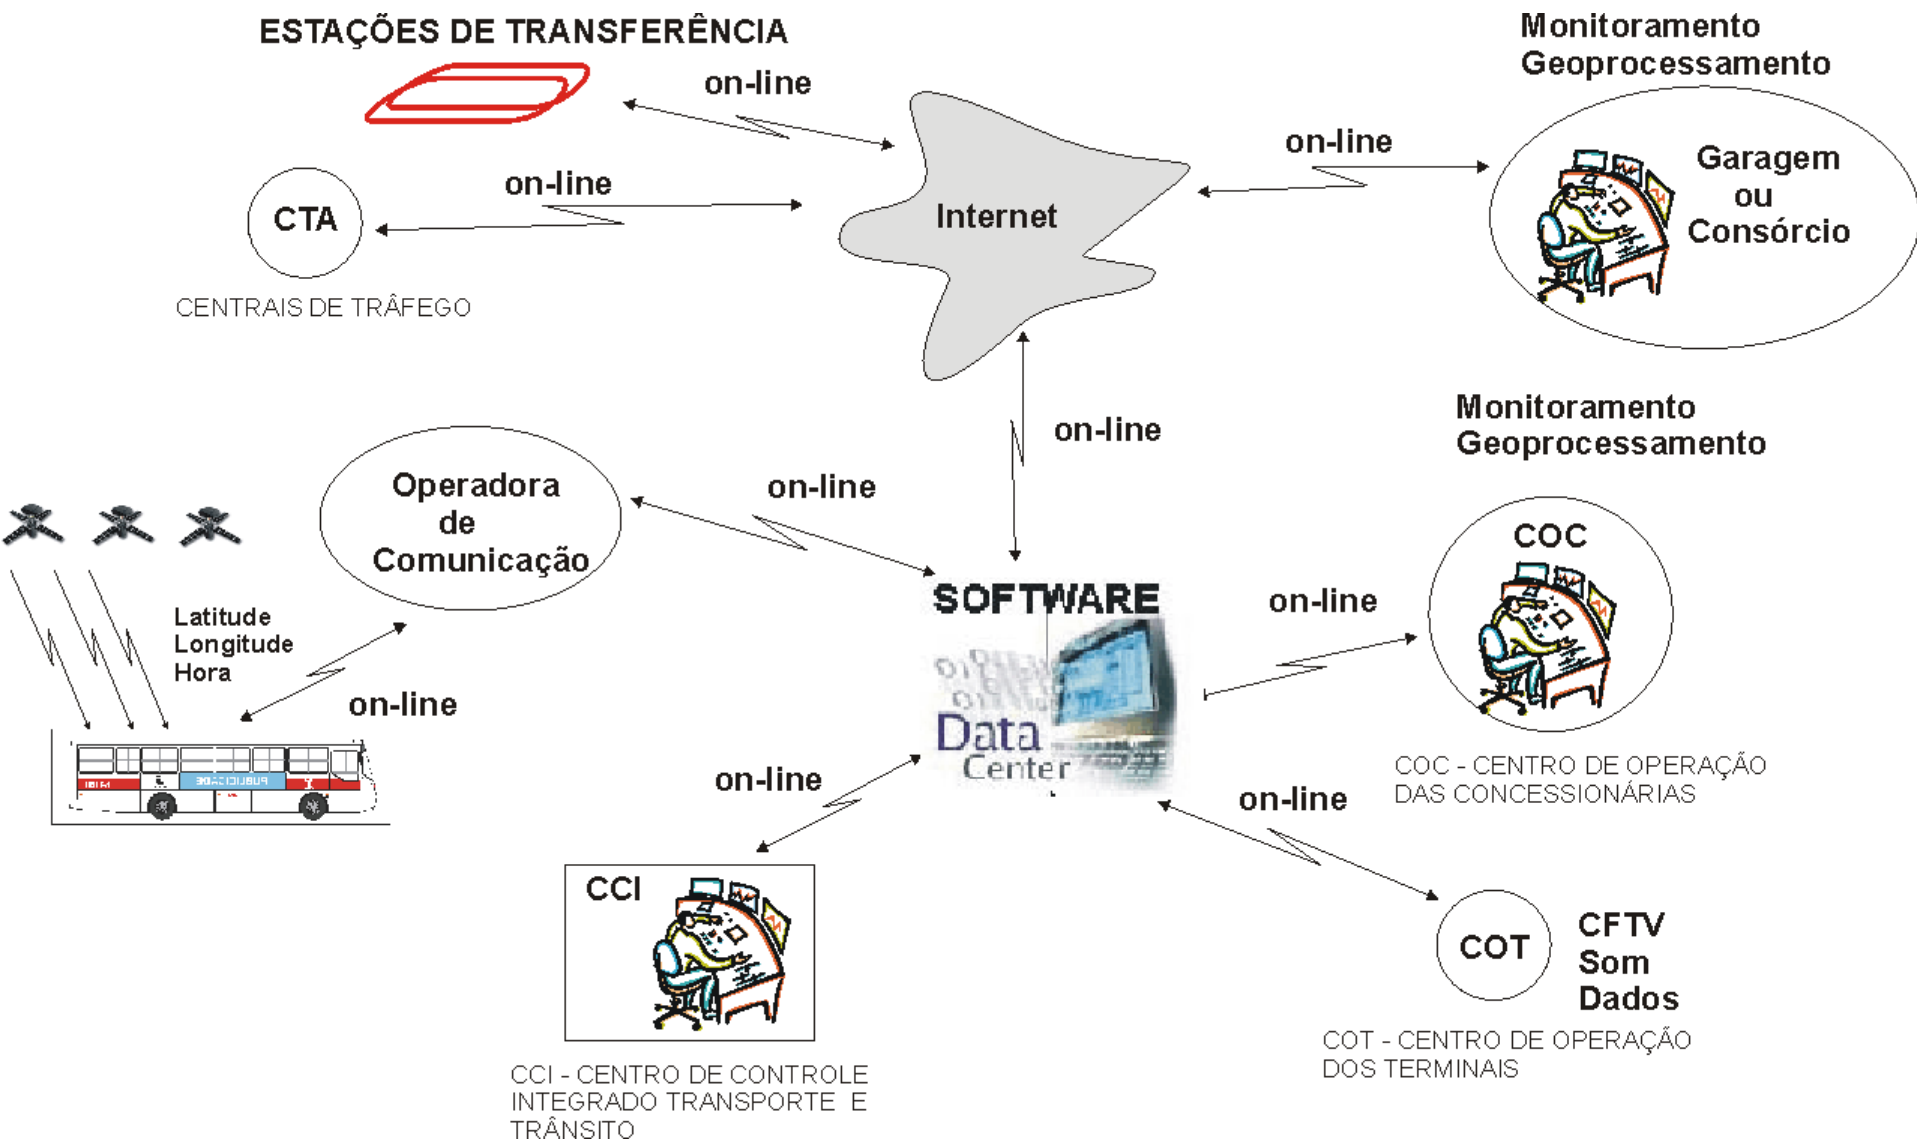 ESTAÇÕES DE TRANSFERÊNCIA
on-line
Monitoramento
Geoprocessamento
on-line
Garagem
ou
Consórcio
on-line
CTA
Internet
CENTRAIS DE TRÂFEGO
on-line
Monitoramento
Geoprocessamento
Operadora
de
Comunicação
on-line
COC
Latitude
Longitude
Hora
on-line
SOFTWARE
on-line
Data
Center
COC - CENTRO DE OPERAÇÃO
DAS CONCESSIONÁRIAS
on-line
on-line
CCI
COT
CFTV
Som
Dados
COT - CENTRO DE OPERAÇÃO
DOS TERMINAIS
CCI - CENTRO DE CONTROLE
INTEGRADO TRANSPORTE E
TRÂNSITO